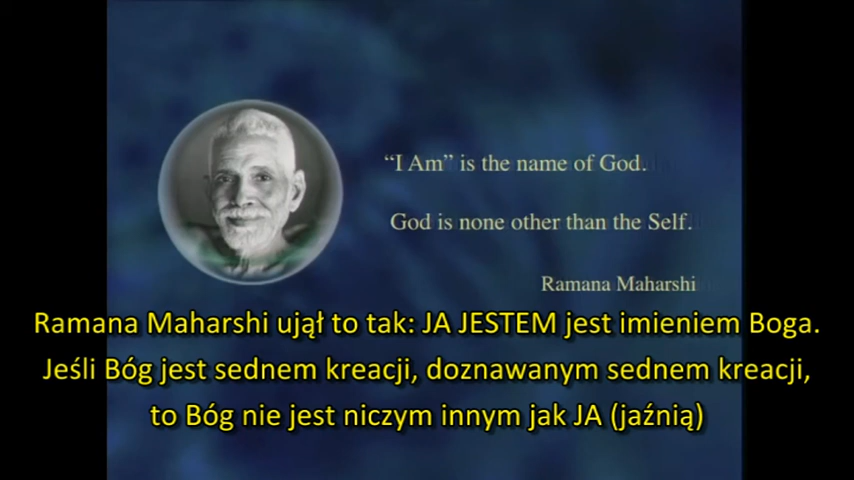 “I Am” is the name of God.
God is none other than the Self.
Ramana Maharshi
Ramana Maharshi ujął to tak: JA JESTEM jest imieniem Boga.
Jeśli Bóg jest sednem kreacji, doznawanym sednem kreacji,
to Bóg nie jest niczym innym jak JA (jaźnią)